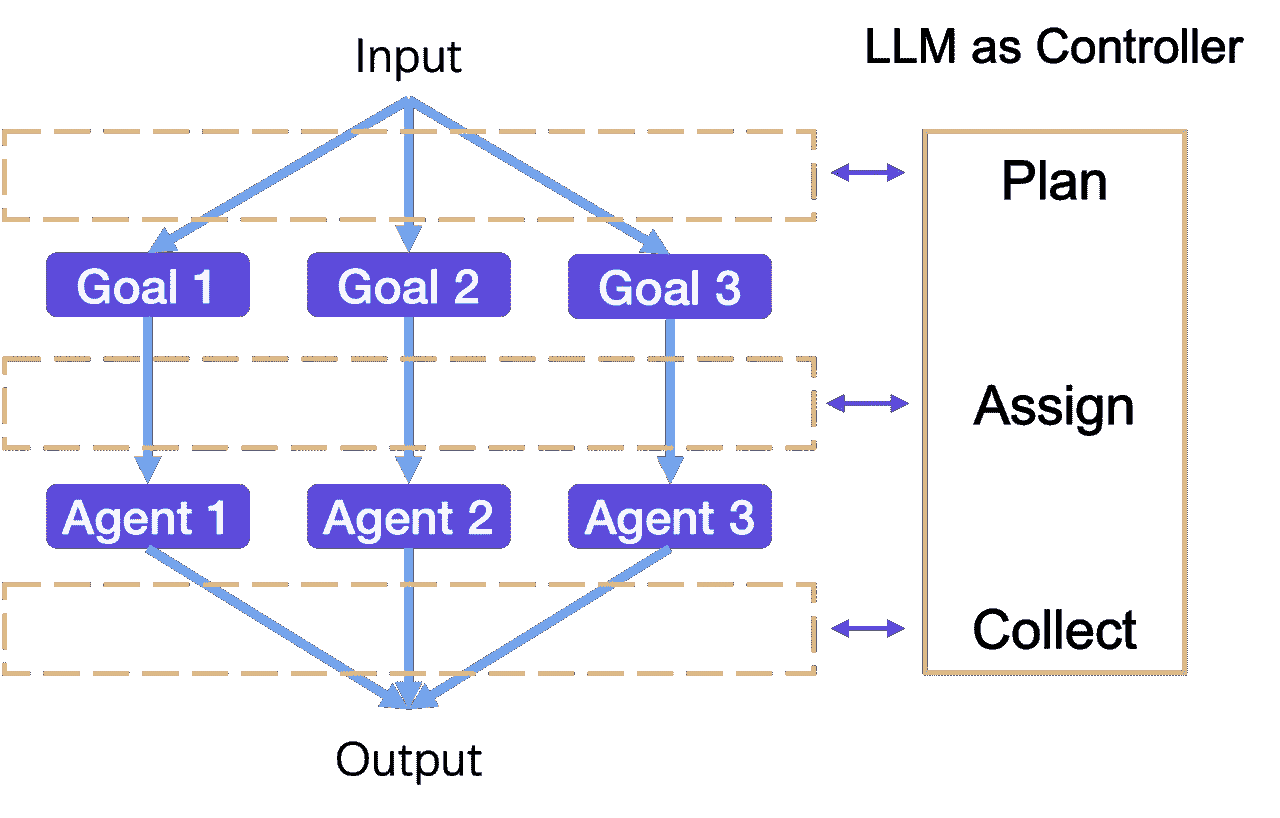 Input
LLM as Controller
Plan
Goal 1
Goal 2
Goal 3
Assign
Agent 1
Agent 2
Agent 3
Collect
Output